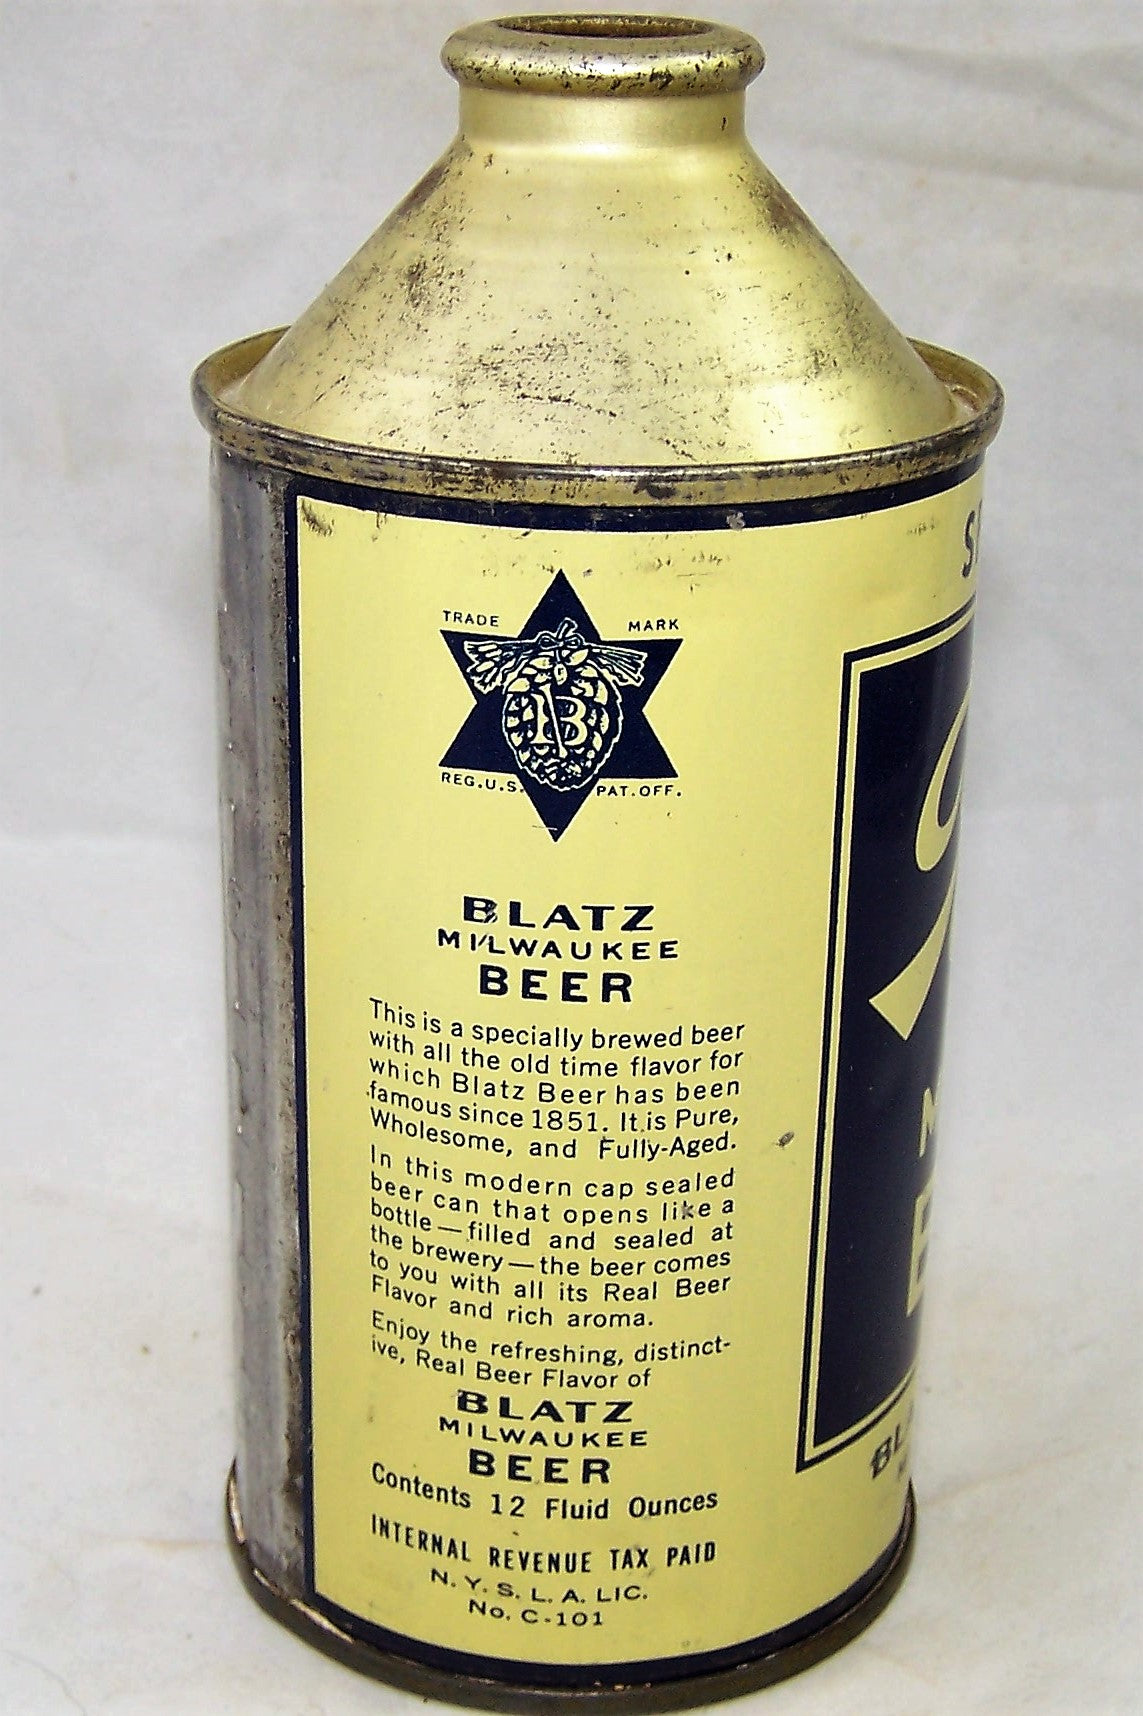 TRADE MARK
B
REG.U.S. PAT.OFF.
BLATZ
MILWAUKEE
BEER
This is a specially brewed beer
with all the old time flavor for
which Blatz Beer has been
famous since 1851. It is Pure,
Wholesome, and Fully-Aged.
In this modern cap sealed
beer can that opens like a
bottle—filled and sealed at
the brewery—the beer comes
to you with all its Real Beer
Flavor and rich aroma.
Enjoy the refreshing, distinct-
ive, Real Beer Flavor of
BLATZ
MILWAUKEE
BEER
Contents 12 Fluid Ounces
INTERNAL REVENUE TAX PAID
N. Y. S. L. A. LIC.
No. C-101